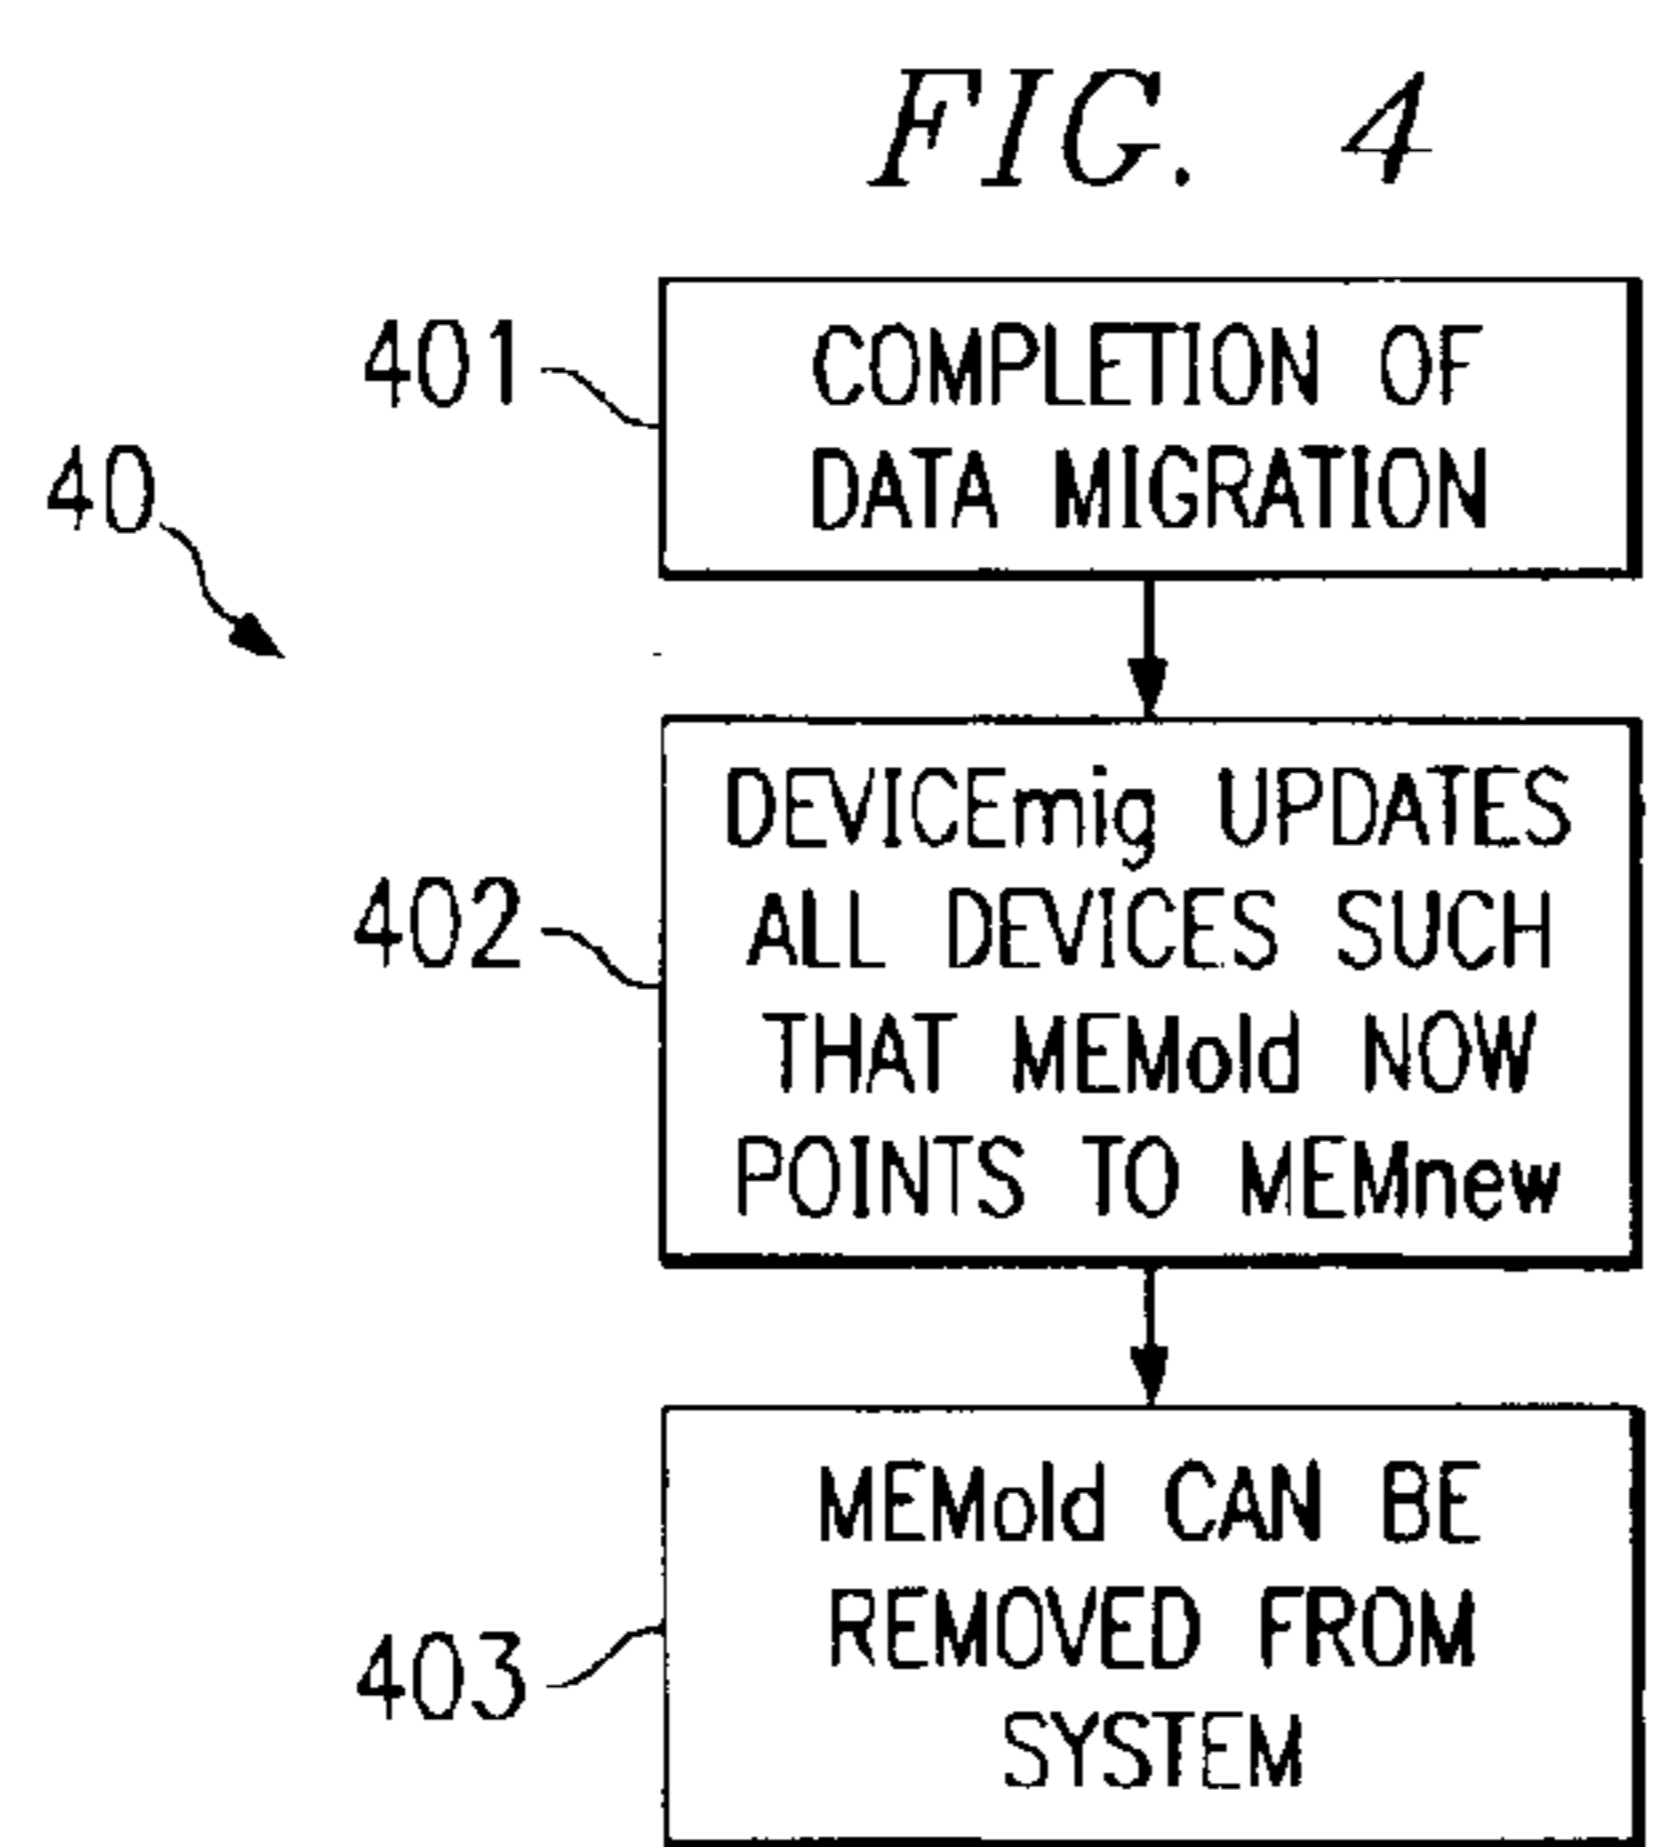 FIG. 4
401
COMPLETION OF
DATA MIGRATION
40
402
DEVICEmig UPDATES
ALL DEVICES SUCH
THAT MEMold NOW
POINTS TO MEMnew
403
MEMold CAN BE
REMOVED FROM
SYSTEM